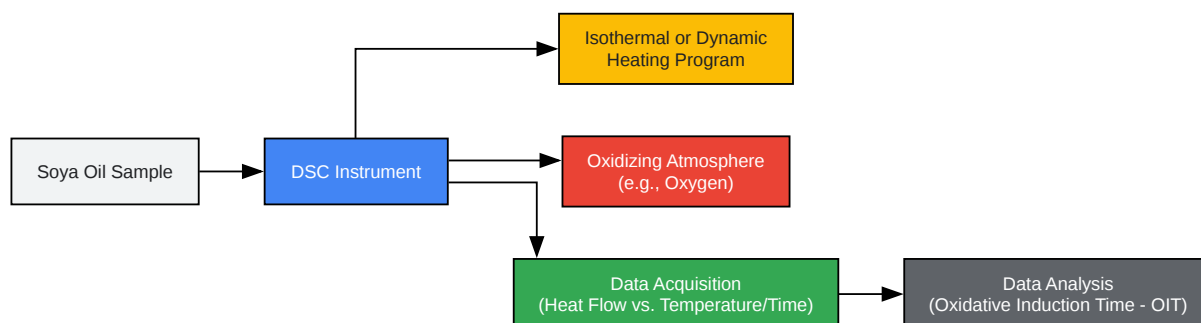 Isothermal or Dynamic
Heating Program
Soya Oil Sample
DSC Instrument
Oxidizing Atmosphere
(e.g., Oxygen)
Data Acquisition
(Heat Flow vs. Temperature/Time)
Data Analysis
(Oxidative Induction Time - OIT)